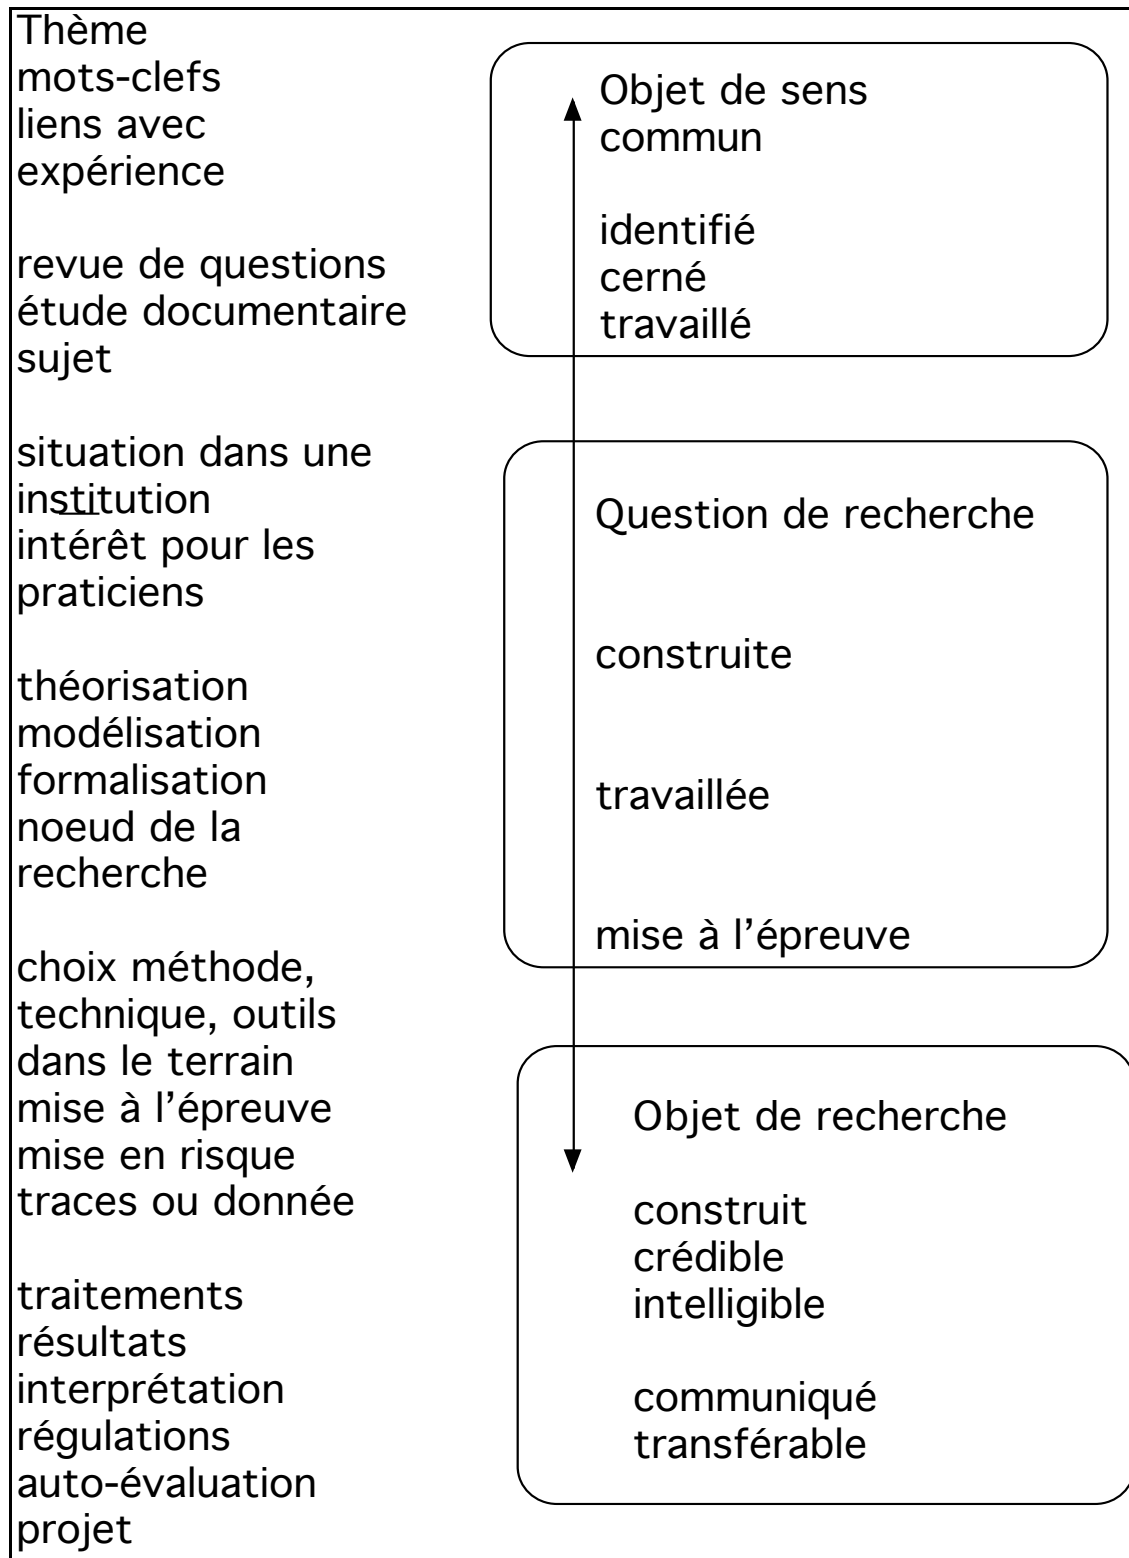 Thème
mots-clefs
liens avec
expérience
revue de questions
étude documentaire
sujet
situation dans une
institution
intérêt pour les
praticiens
théorisation
modélisation
formalisation
noeud de la
recherche
choix méthode,
technique, outils
dans le terrain
mise à l'épreuve
mise en risque
traces ou donnée
traitements
résultats
interprétation
régulations
auto-évaluation
projet
Objet de sens
commun
identifié
cerné
travaillé
Question de recherche
construite
travaillée
mise à l'épreuve
Objet de recherche
construit
crédible
intelligible
communiqué
transférable